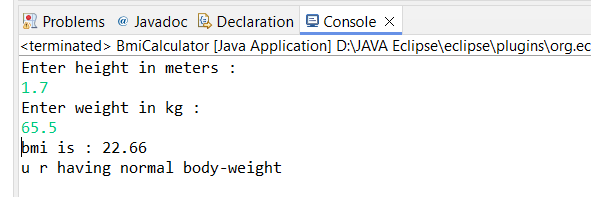 Problems @ Javadoc Declaration Console
<terminated> BmiCalculator [Java Application] D:\JAVA Eclipse\eclipse\plugins\org.ec
Enter height in meters :
1.7
Enter weight in kg :
65.5
bmi is : 22.66
u r having normal body-weight